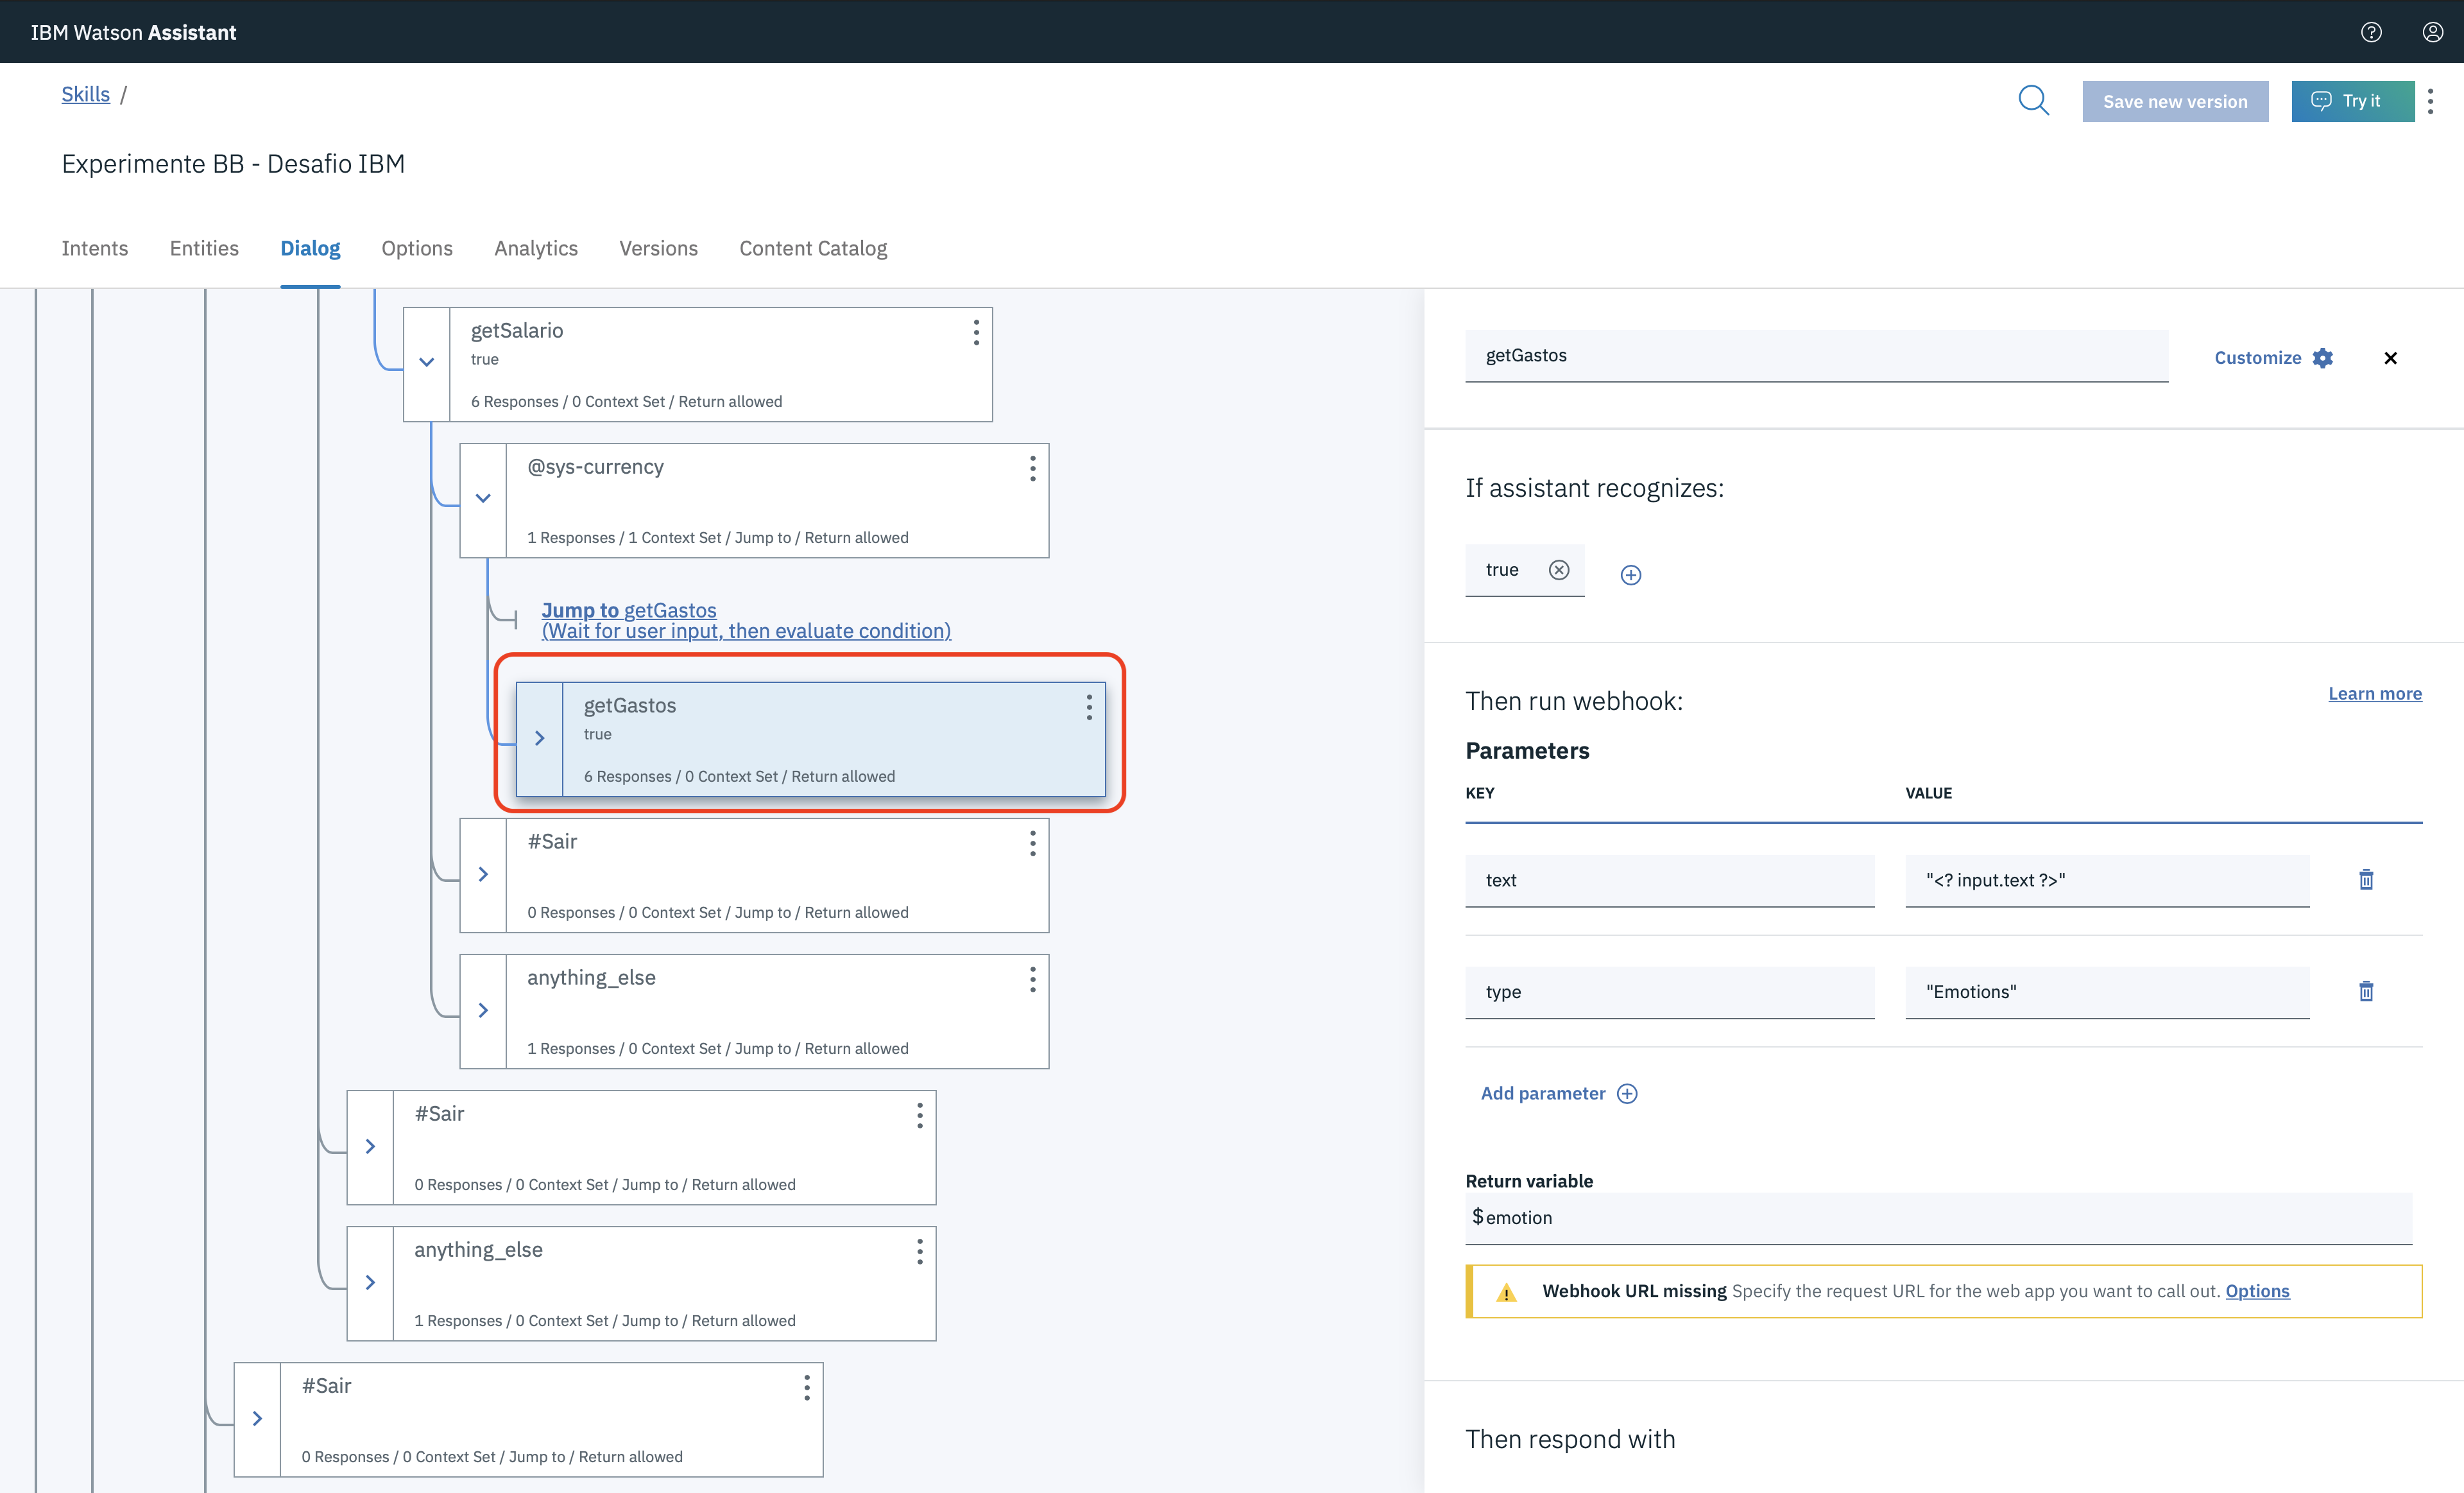 IBM Watson Assistant
Skills /
Save new version
Try it
Experimente BB - Desafio IBM
Intents
Entities
Dialog
Options
Analytics
Versions
Content Catalog
getSalario
true
6 Responses / 0 Context Set / Return allowed
@sys-currency
1 Responses / 1 Context Set / Jump to / Return allowed
Jump to getGastos
(Wait for user input, then evaluate condition)
getGastos
true
6 Responses / 0 Context Set / Return allowed
#Sair
0 Responses / 0 Context Set / Jump to / Return allowed
anything_else
1 Responses / 0 Context Set / Jump to / Return allowed
#Sair
0 Responses / 0 Context Set / Jump to / Return allowed
anything_else
1 Responses / 0 Context Set / Jump to / Return allowed
#Sair
0 Responses / 0 Context Set / Jump to / Return allowed
getGastos
Customize
If assistant recognizes:
true
Then run webhook:
Learn more
Parameters
KEY
VALUE
text
"<? input.text ?>"
type
"Emotions"
Add parameter
Return variable
$emotion
Webhook URL missing Specify the request URL for the web app you want to call out. Options
Then respond with